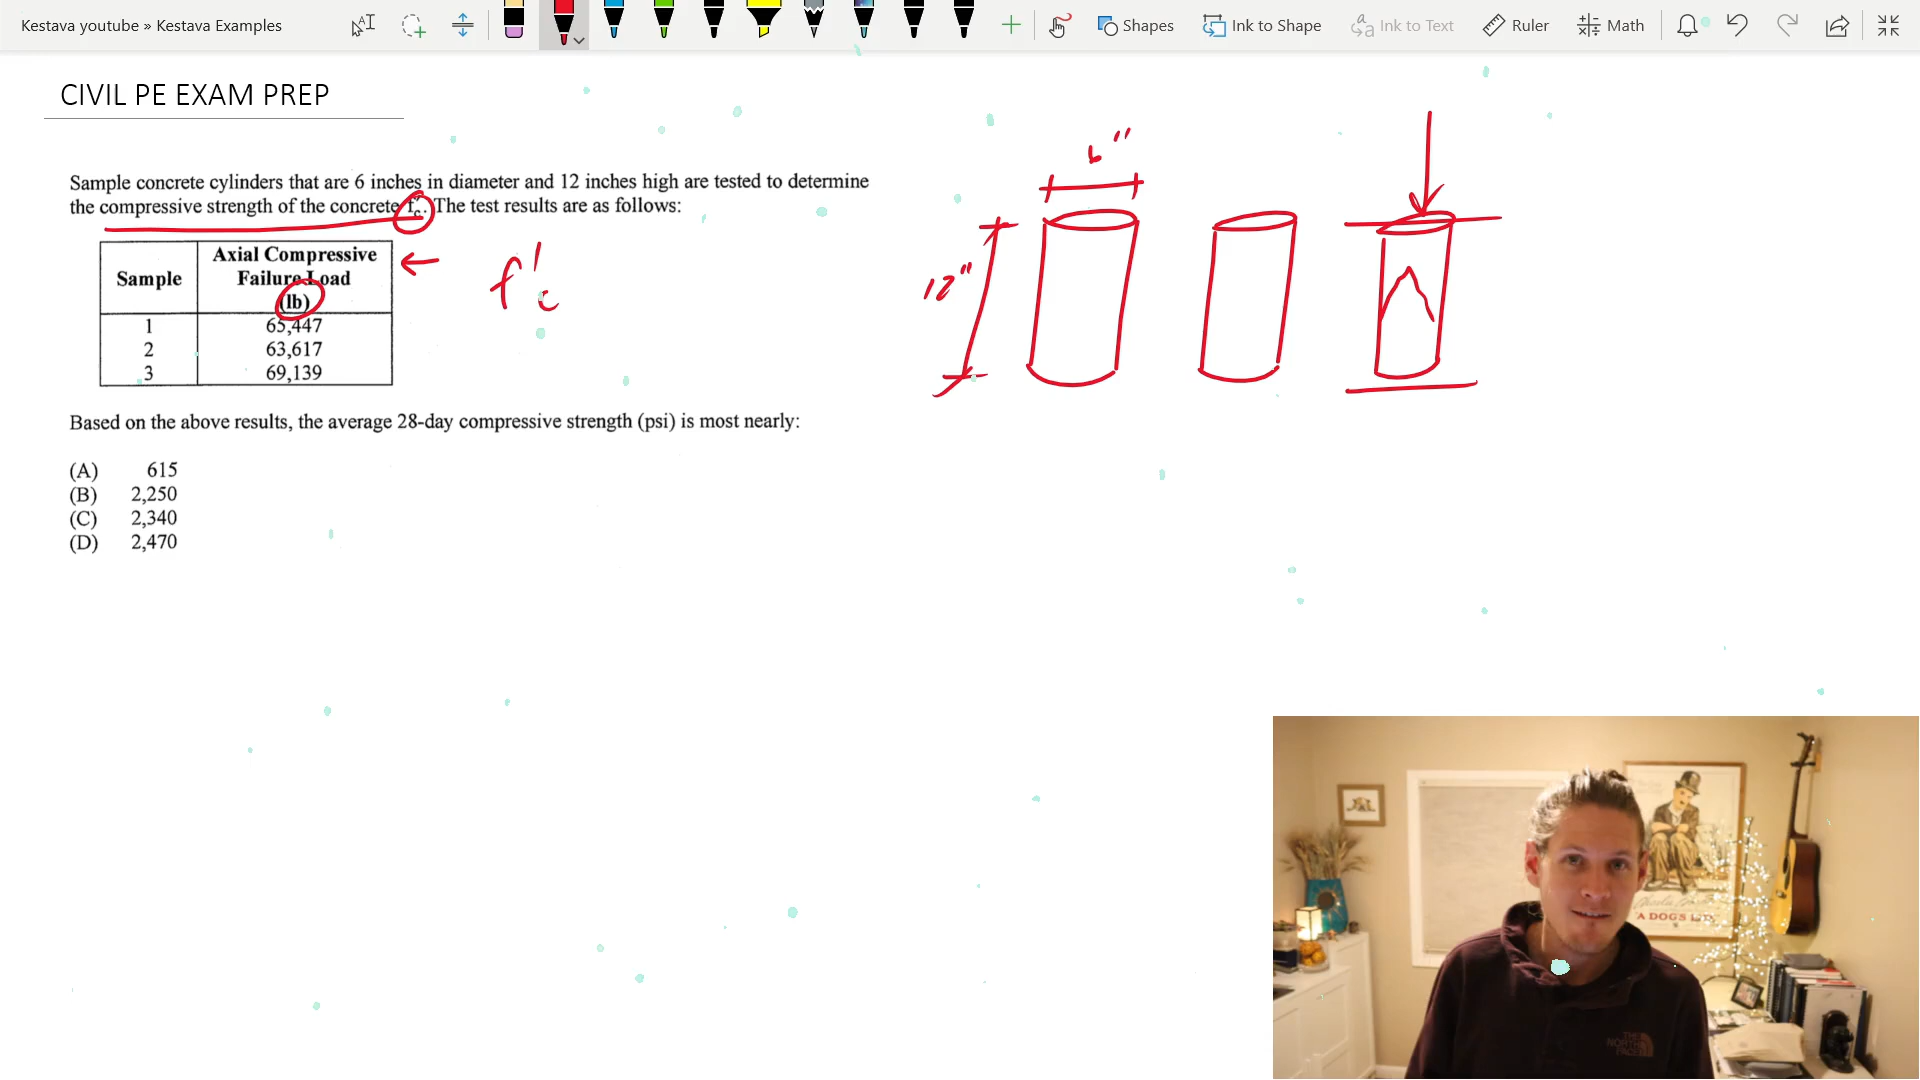 Kestava youtube » Kestava Examples
Shapes
Ink to Shape
Ink to Text
Ruler
Math
CIVIL PE EXAM PREP
Sample concrete cylinders that are 6 inches in diameter and 12 inches high are tested to determine
the compressive strength of the concrete f'c. The test results are as follows:
Sample Axial Compressive Failure Load (lb)
1 65,447
2 63,617
3 69,139
f'c
6"
12"
Based on the above results, the average 28-day compressive strength (psi) is most nearly:
(A) 615
(B) 2,250
(C) 2,340
(D) 2,470
THE
NORTH
FACE